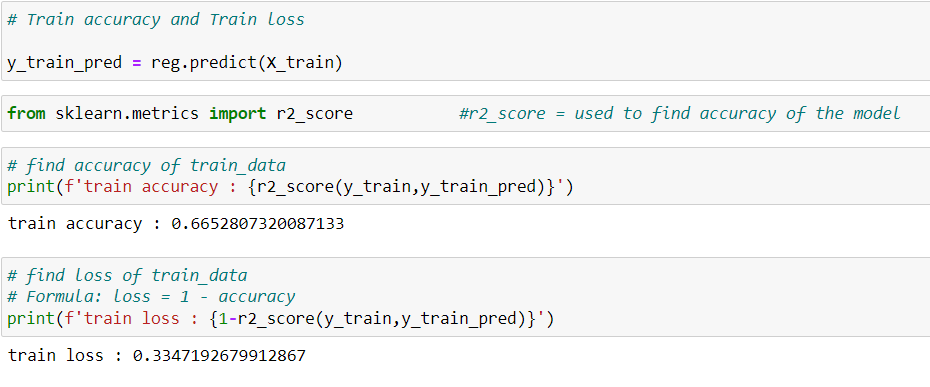 # Train accuracy and Train loss
y_train_pred = reg.predict(X_train)
from sklearn.metrics import r2_score #r2_score = used to find accuracy of the model
# find accuracy of train_data
print(f'train accuracy : {r2_score(y_train,y_train_pred)}')
train accuracy : 0.6652807320087133
# find loss of train_data
# Formula: loss = 1 - accuracy
print(f'train loss : {1-r2_score(y_train,y_train_pred)}')
train loss : 0.3347192679912867